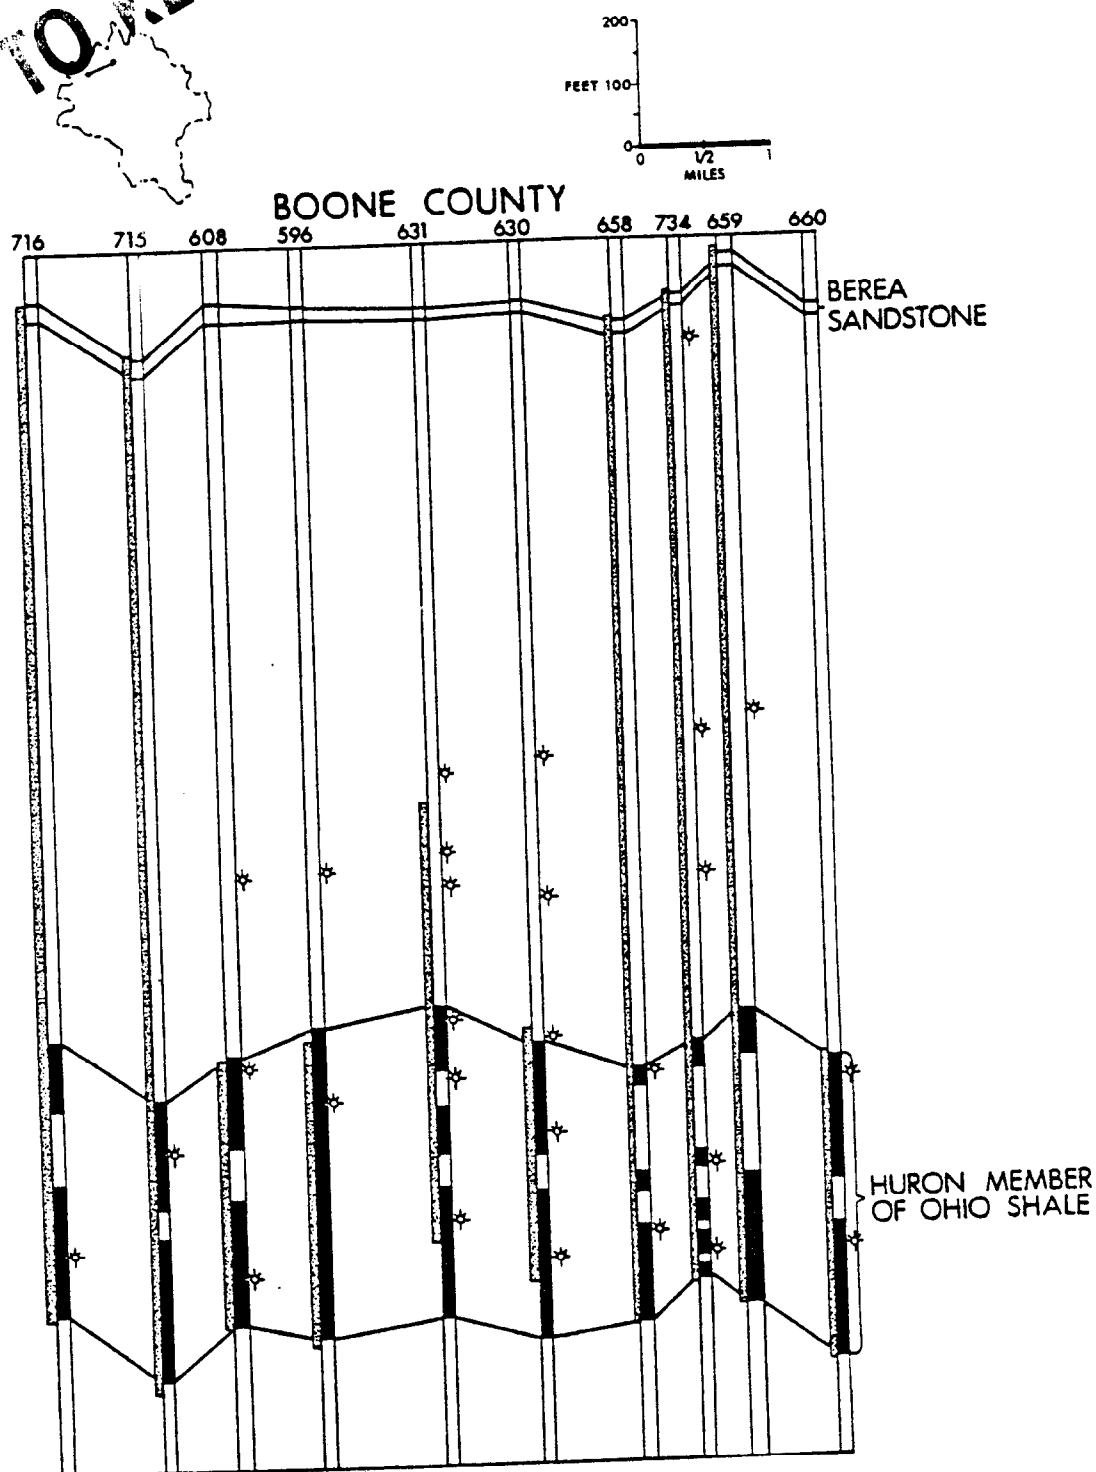 TO
200
FEET 100
0
0 1/2 1
MILES
BOONE COUNTY
716 715 608 596 631 630 658 734 659 660
BEREA
SANDSTONE
HURON MEMBER
OF OHIO SHALE